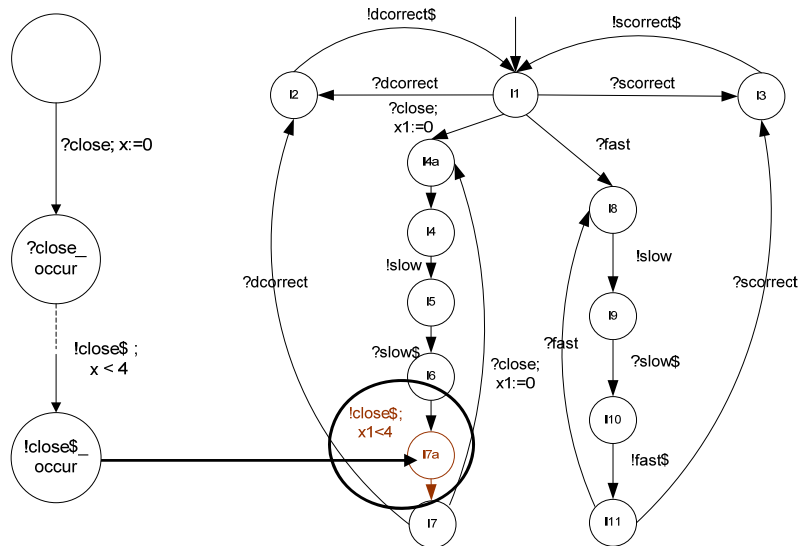 !dcorrect$
!scorrect$
l2
?dcorrect
l1
?scorrect
l3
?close;
x1:=0
?close; x:=0
?fast
l4a
l8
l4
?close_
occur
!slow
!slow
?dcorrect
?scorrect
l5
l9
!close$ ;
x < 4
?slow$
?close;
x1:=0
?fast
?slow$
l6
!close$;
x1<4
l10
!close$_
occur
l7a
!fast$
l7
l11